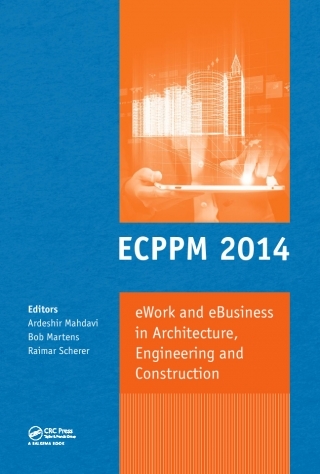 ECPPM 2014
Editors
Ardeshir Mahdavi
Bob Martens
Raimar Scherer
eWork and eBusiness
in Architecture,
Engineering and
Construction
CRC Press
Taylor & Francis Group
A BALKEMA BOOK